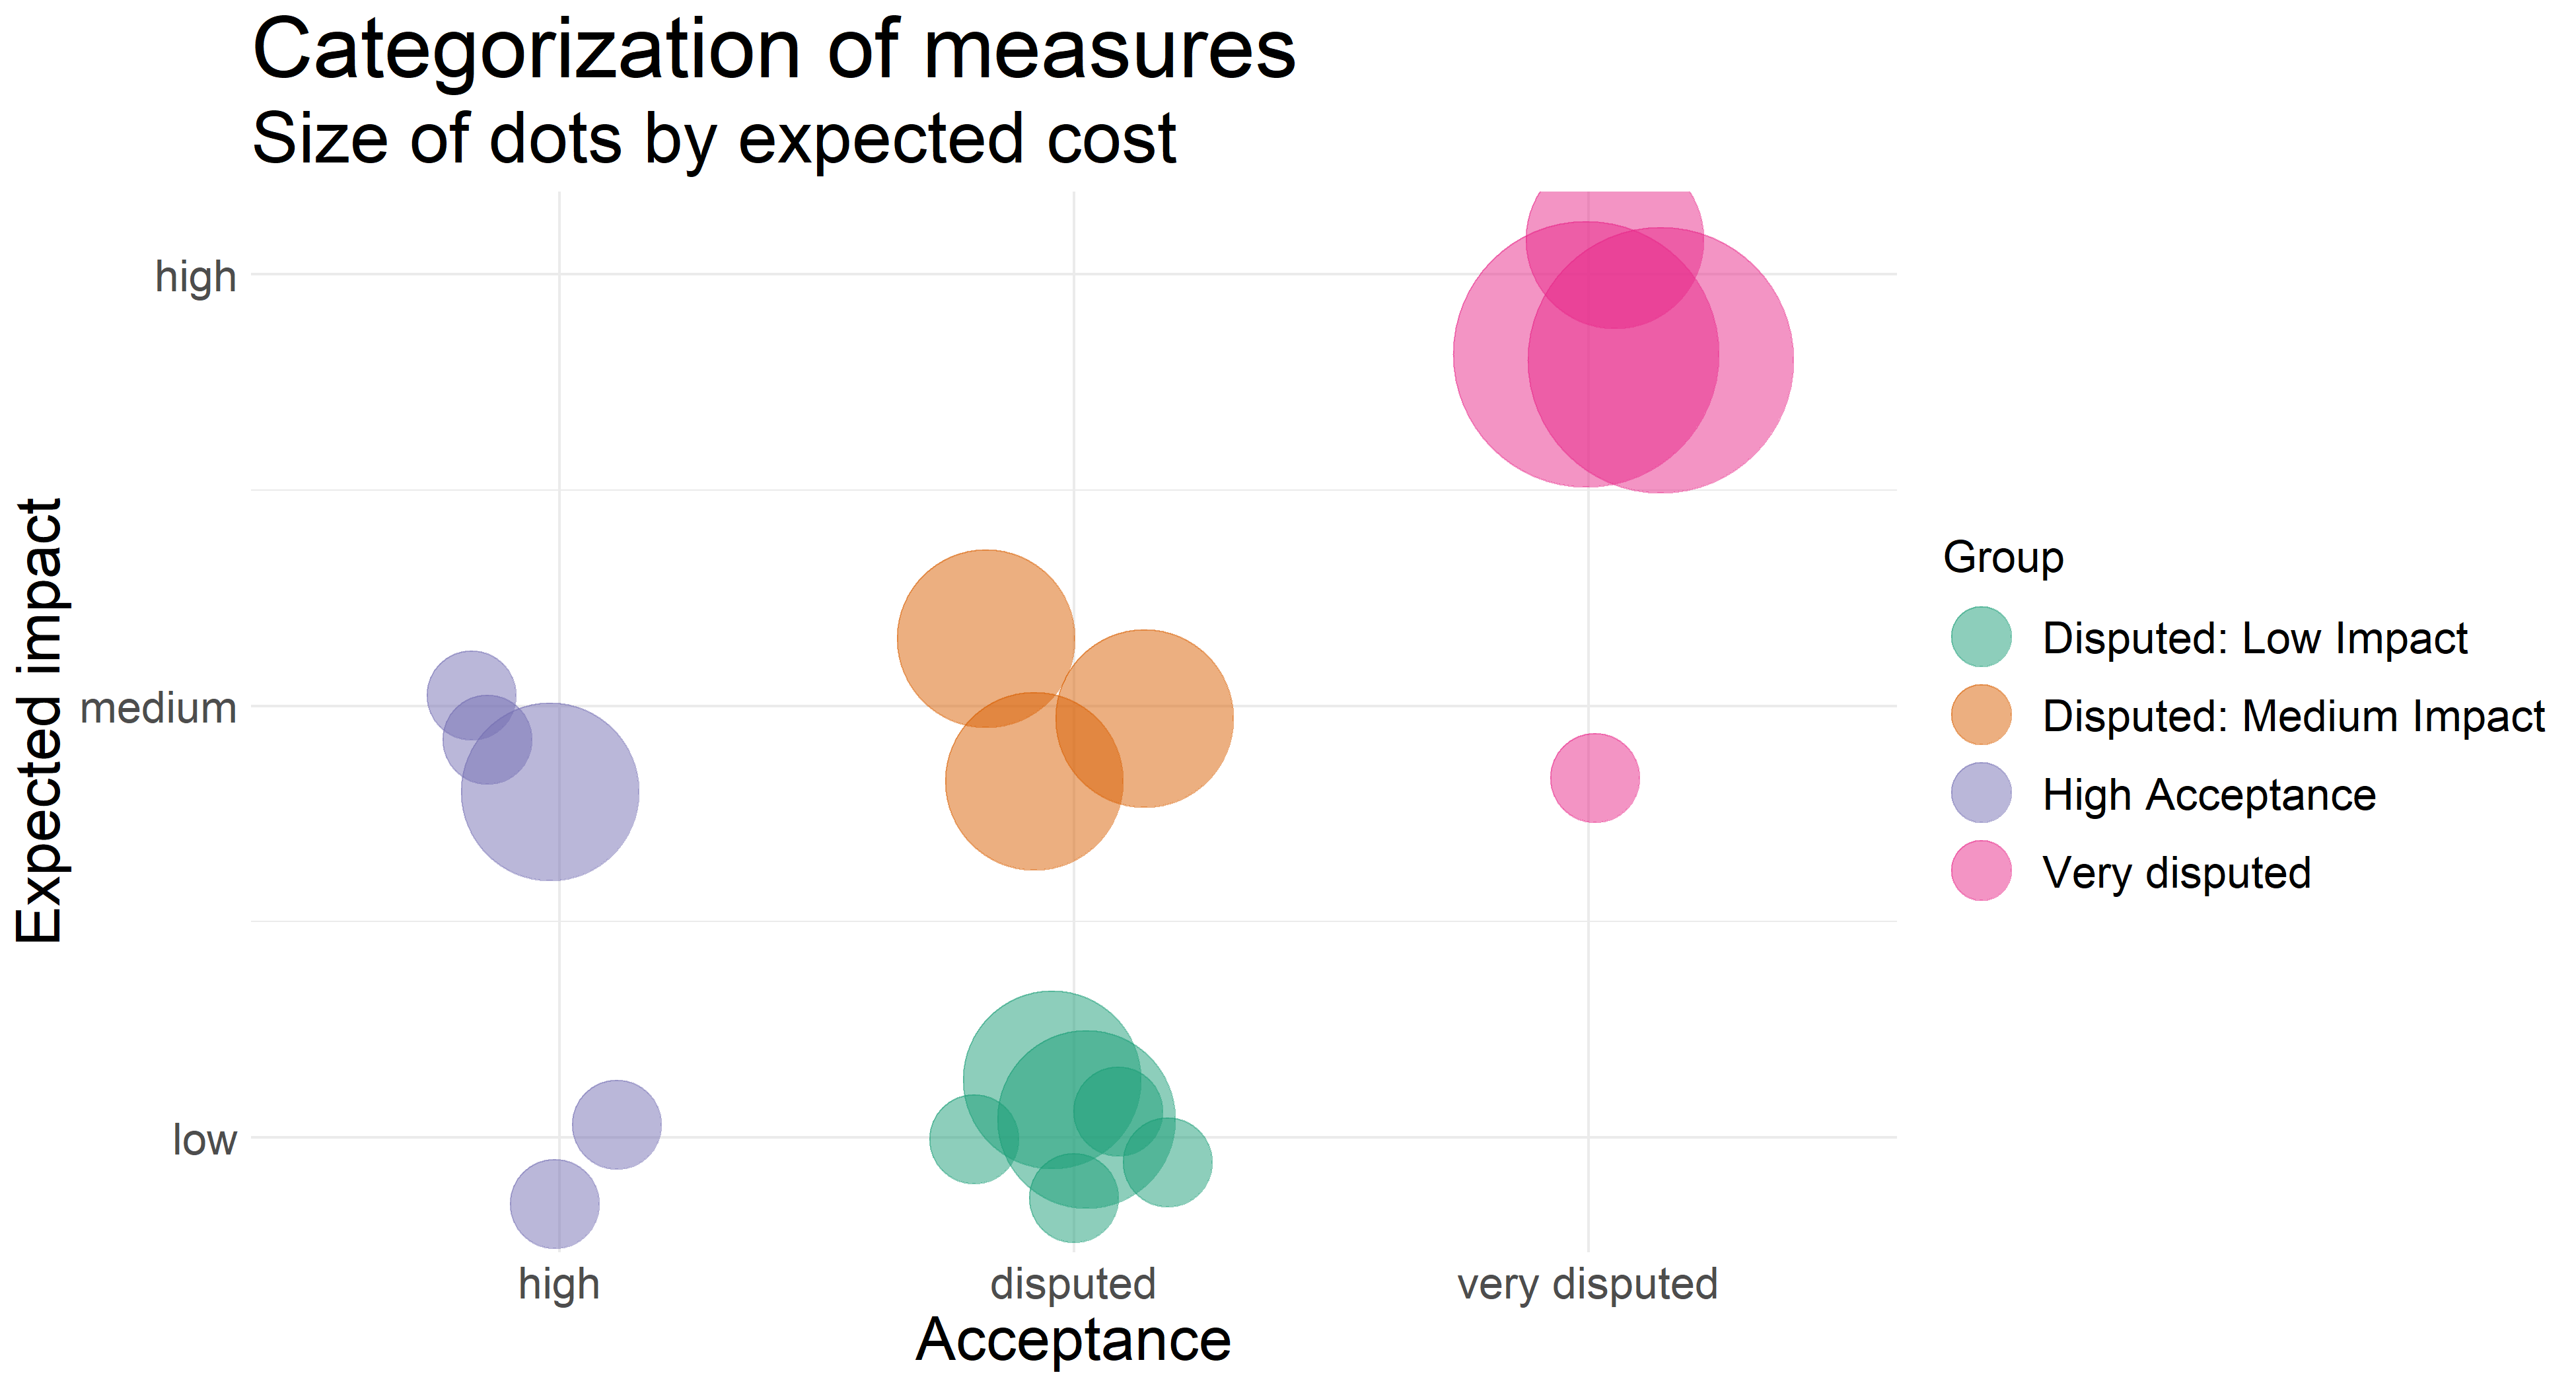 Categorization of measures
Size of dots by expected cost
Expected impact
high
medium
low
high
disputed
very disputed
Acceptance
Group
Disputed: Low Impact
Disputed: Medium Impact
High Acceptance
Very disputed